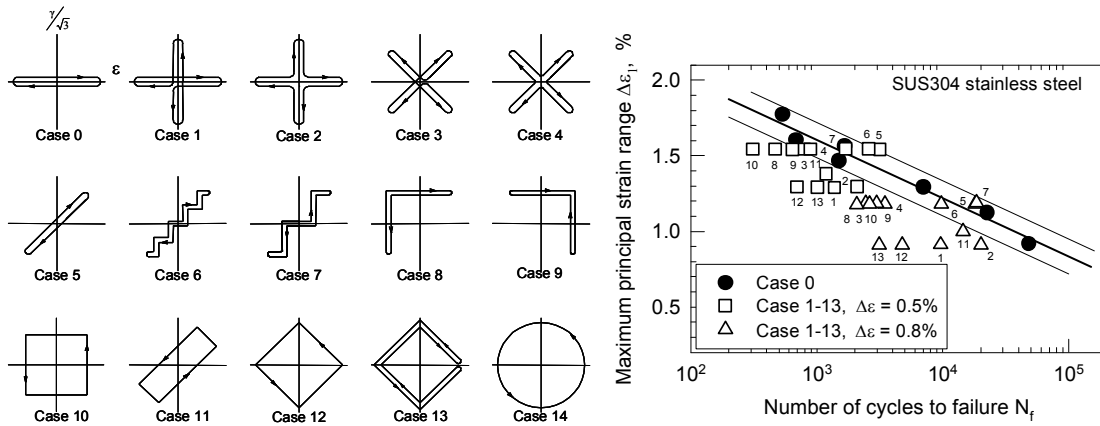 γ/√3
ε
Case 0
Case 1
Case 2
Case 3
Case 4
Case 5
Case 6
Case 7
Case 8
Case 9
Case 10
Case 11
Case 12
Case 13
Case 14
Maximum principal strain range Δε₁, %
2.0
1.5
1.0
0.5
SUS304 stainless steel
7
6 5
4
10 8 9 3 11
2
12 13 1
7
5
6
8 3 10 9 4
11
13 12 1 2
Case 0
Case 1-13, Δε = 0.5%
Case 1-13, Δε = 0.8%
10² 10³ 10⁴ 10⁵
Number of cycles to failure Nf